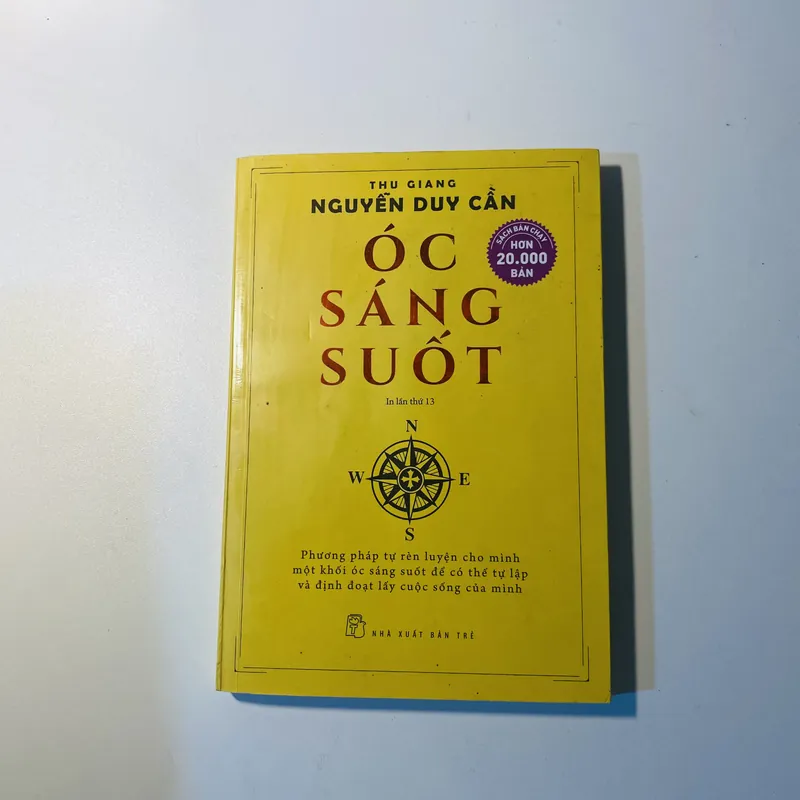 THU GIANG
NGUYỄN DUY CẦN
SÁCH BÁN CHẠY
HƠN
20.000
BẢN
ÓC
SÁNG
SUỐT
In lần thứ 13
N
W E
S
Phương pháp tự rèn luyện cho mình
một khối óc sáng suốt để có thể tự lập
và định đoạt lấy cuộc sống của mình
NHÀ XUẤT BẢN TRẺ